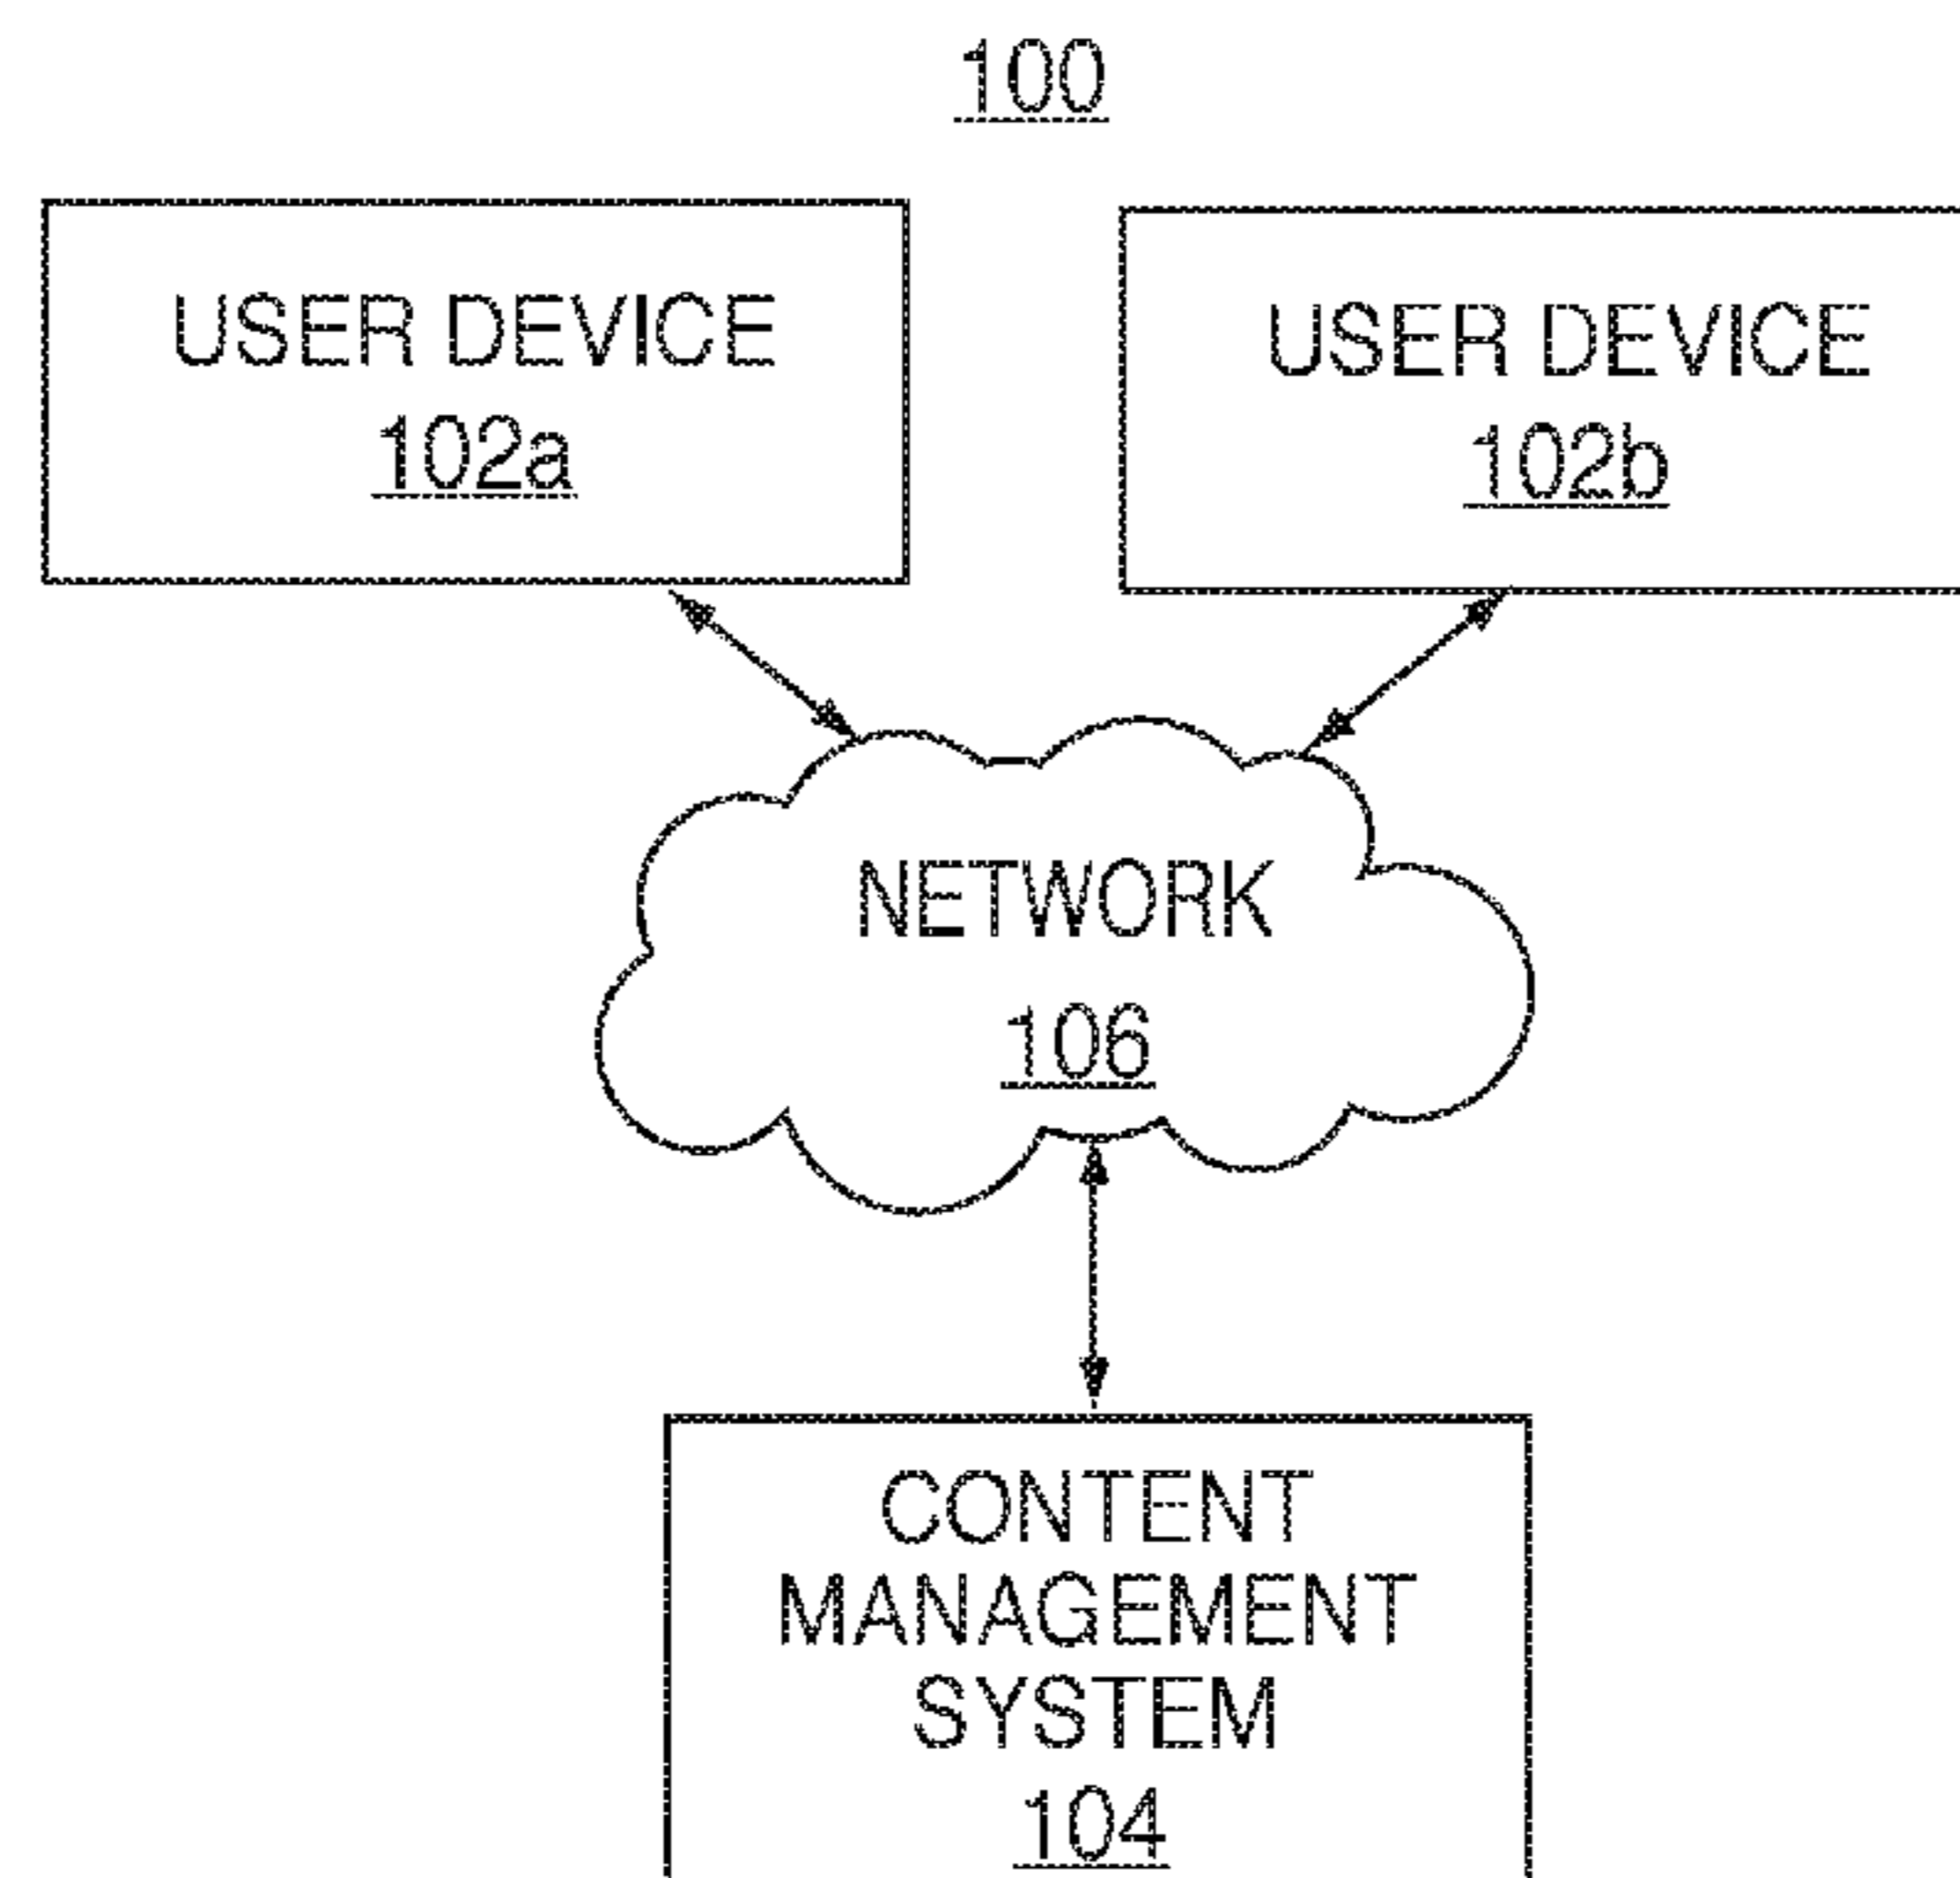 100
USER DEVICE
102a
USER DEVICE
102b
NETWORK
106
CONTENT
MANAGEMENT
SYSTEM
104